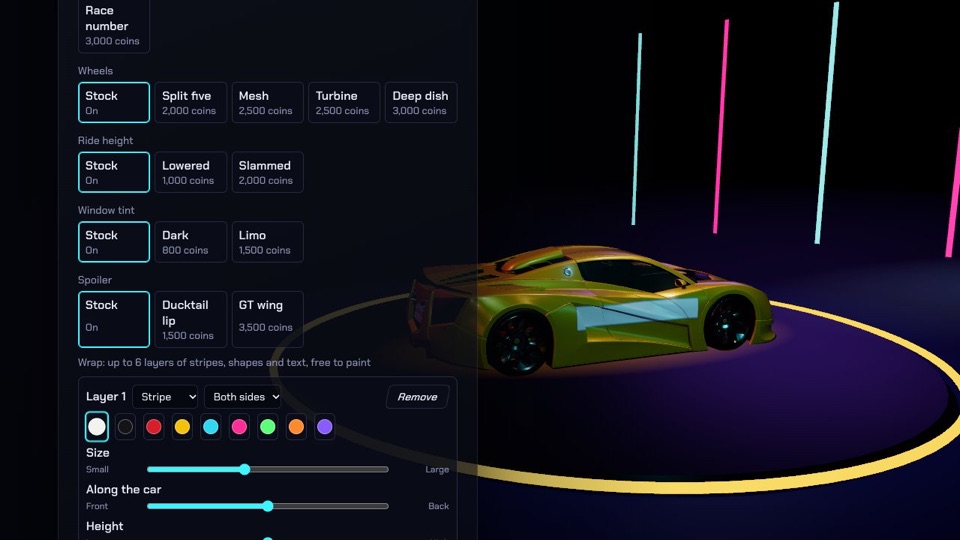 Race
number
3,000 coins
Wheels
Stock
On
Split five
2,000 coins
Mesh
2,500 coins
Turbine
2,500 coins
Deep dish
3,000 coins
Ride height
Stock
On
Lowered
1,000 coins
Slammed
2,000 coins
Window tint
Stock
On
Dark
800 coins
Limo
1,500 coins
Spoiler
Stock
On
Ducktail
lip
1,500 coins
GT wing
3,500 coins
Wrap: up to 6 layers of stripes, shapes and text, free to paint
Layer 1 Stripe Both sides Remove
Size
Small Large
Along the car
Front Back
Height